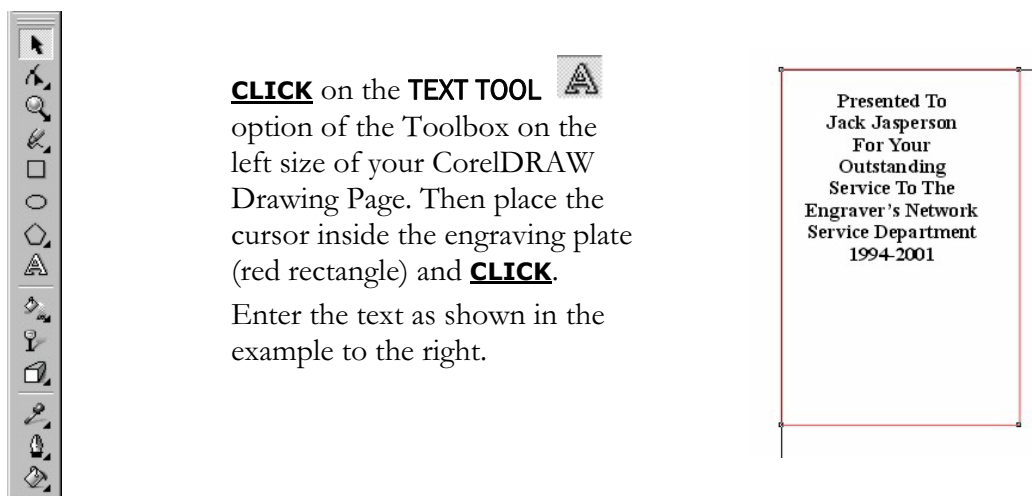 CLICK on the TEXT TOOL
option of the Toolbox on the
left size of your CorelDRAW
Drawing Page. Then place the
cursor inside the engraving plate
(red rectangle) and CLICK.
Enter the text as shown in the
example to the right.
Presented To
Jack Jasperson
For Your
Outstanding
Service To The
Engraver's Network
Service Department
1994-2001